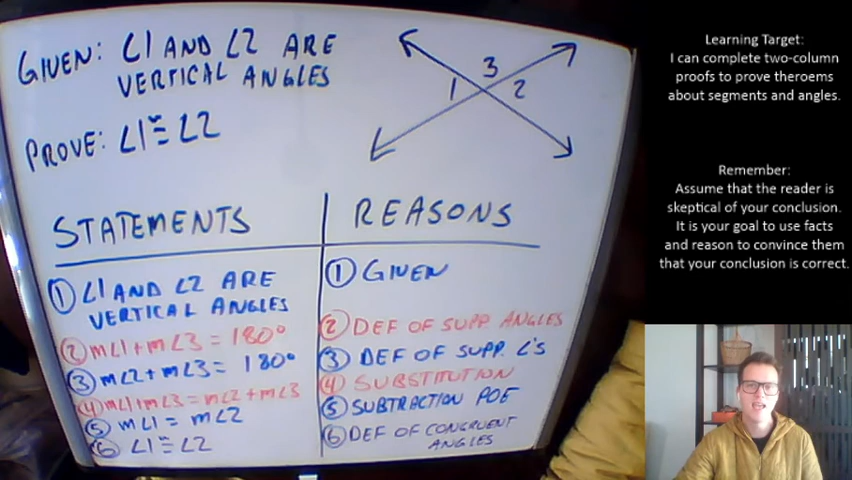 GIVEN: ∠1 AND ∠2 ARE
VERTICAL ANGLES
PROVE: ∠1 ≅ ∠2
3
1
2
STATEMENTS
REASONS
① ∠1 AND ∠2 ARE
VERTICAL ANGLES
① GIVEN
② m∠1 + m∠3 = 180°
② DEF OF SUPP. ANGLES
③ m∠2 + m∠3 = 180°
③ DEF OF SUPP. ∠'S
④ m∠1 + m∠3 = m∠2 + m∠3
④ SUBSTITUTION
⑤ m∠1 = m∠2
⑤ SUBTRACTION POE
⑥ ∠1 ≅ ∠2
⑥ DEF OF CONGRUENT
ANGLES
Learning Target:
I can complete two-column
proofs to prove theroems
about segments and angles.
Remember:
Assume that the reader is
skeptical of your conclusion.
It is your goal to use facts
and reason to convince them
that your conclusion is correct.